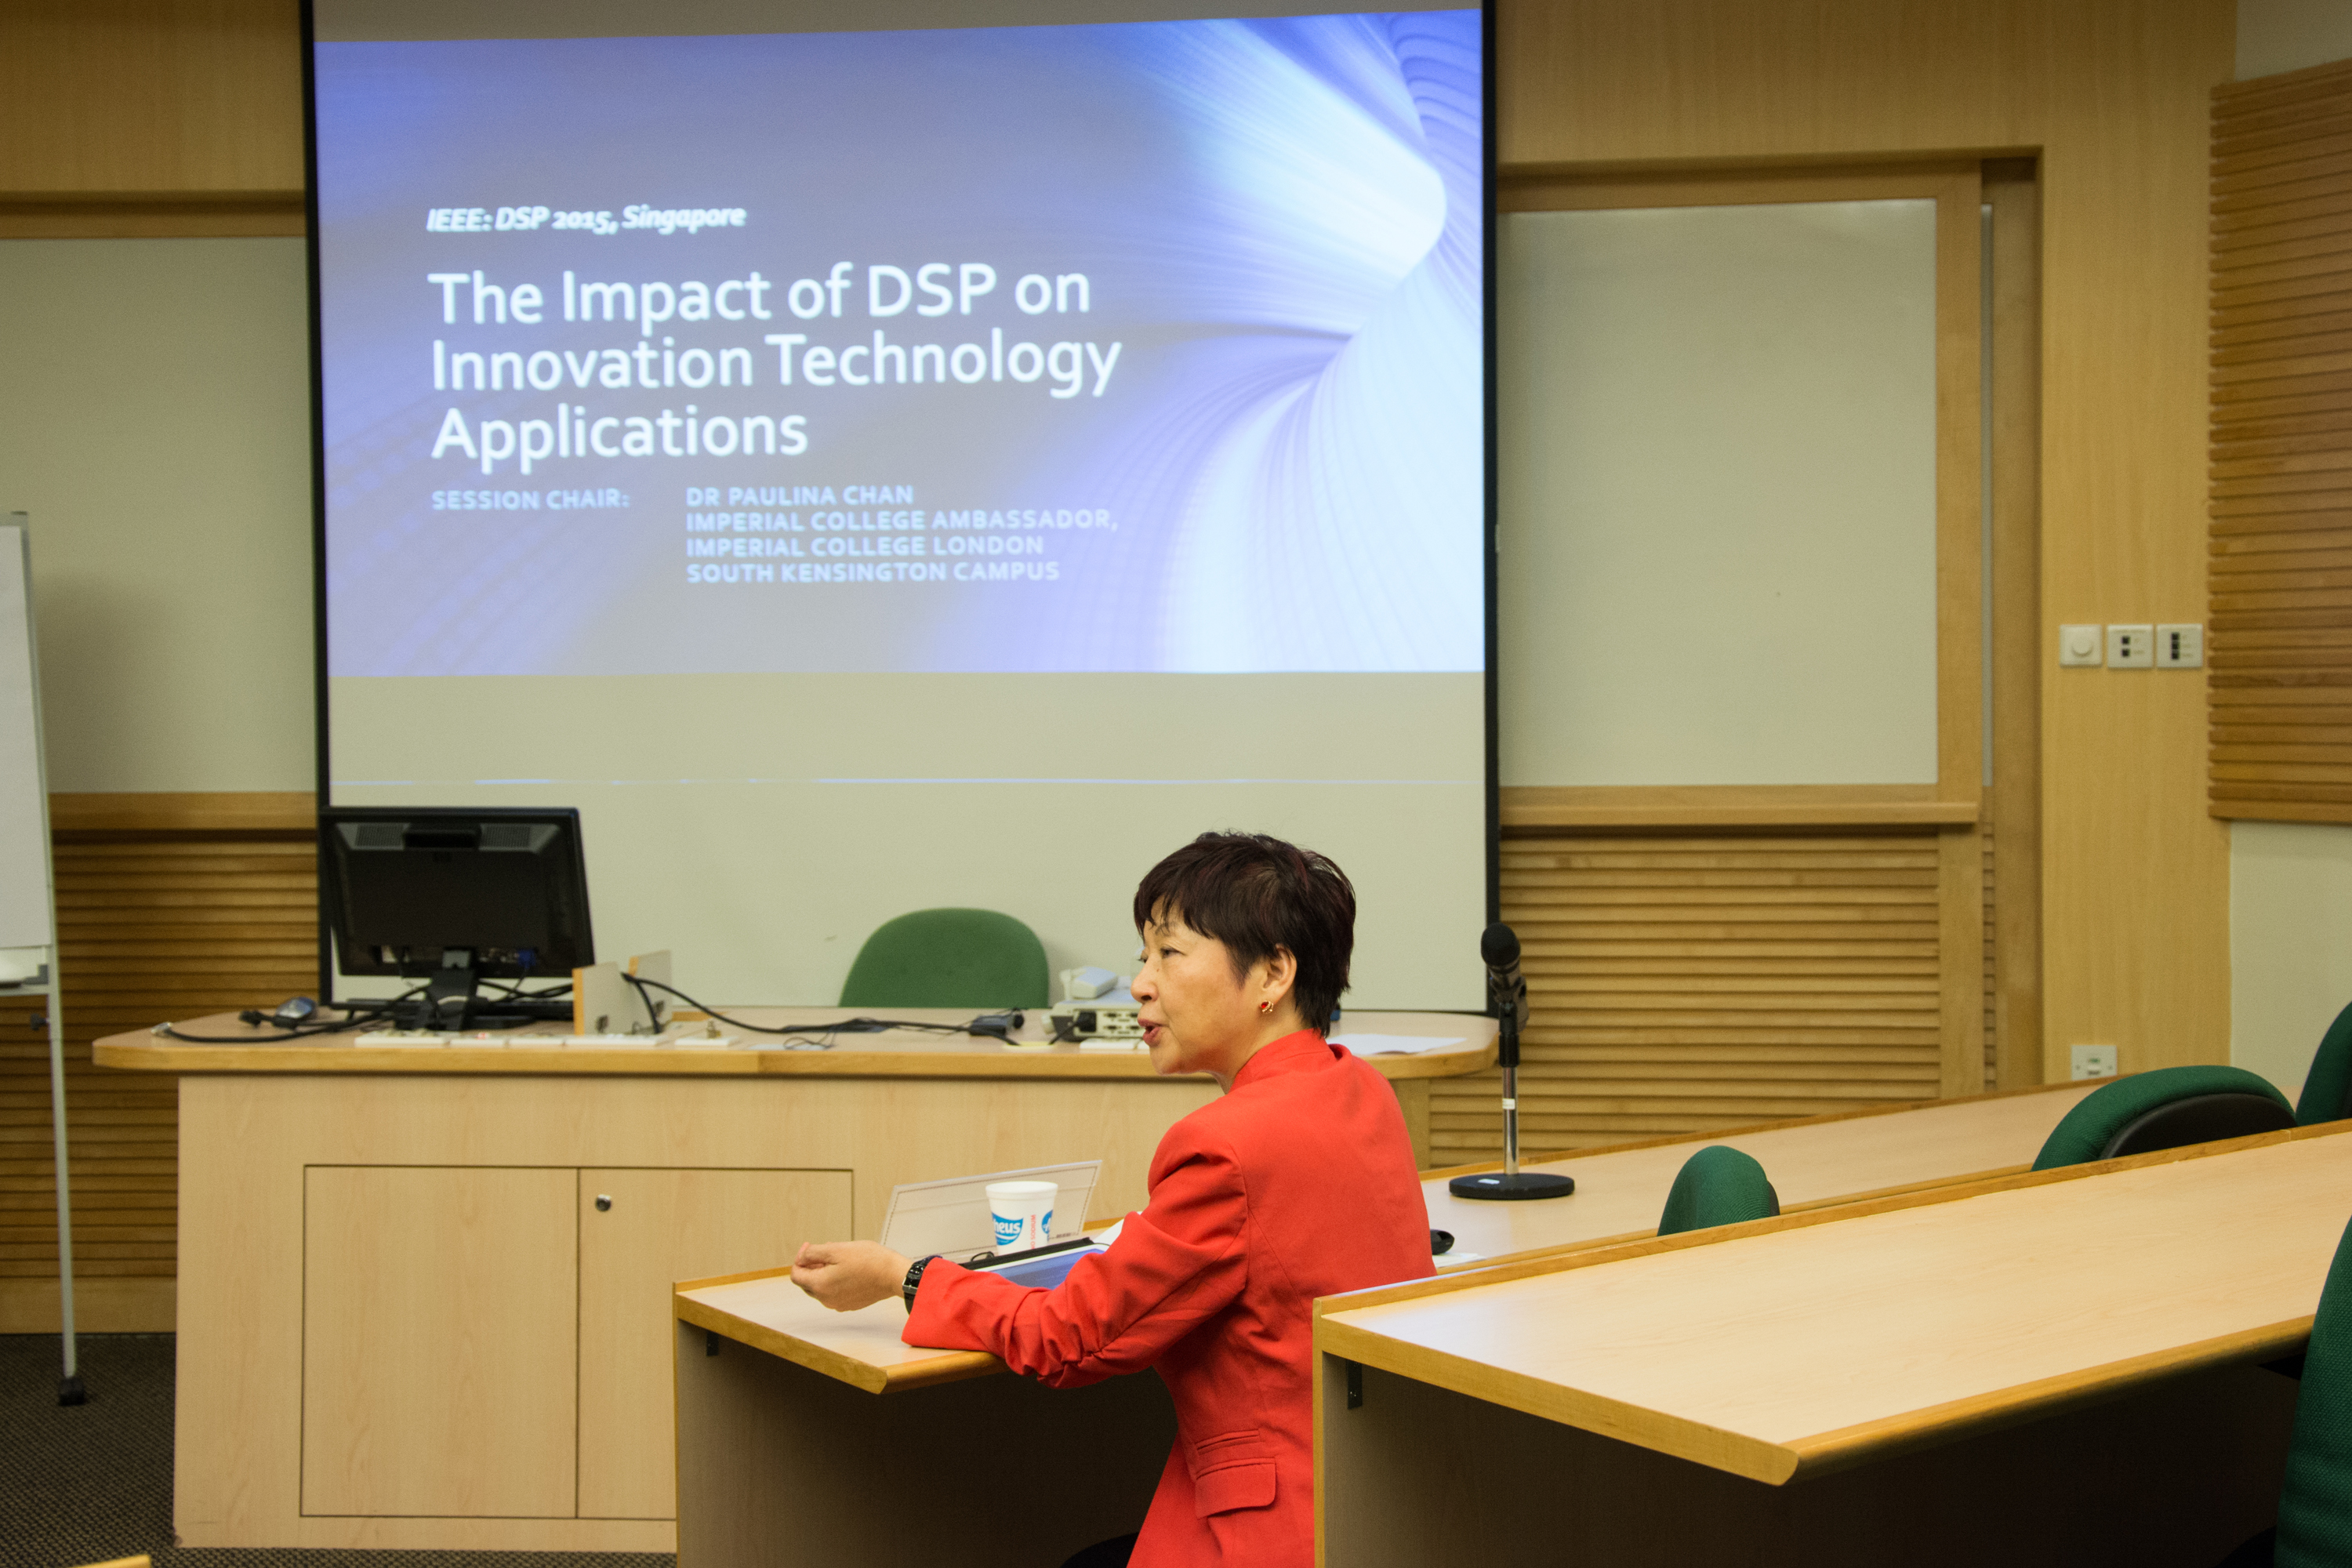 IEEE: DSP 2015, Singapore
The Impact of DSP on
Innovation Technology
Applications
SESSION CHAIR: DR PAULINA CHAN
IMPERIAL COLLEGE AMBASSADOR,
IMPERIAL COLLEGE LONDON
SOUTH KENSINGTON CAMPUS